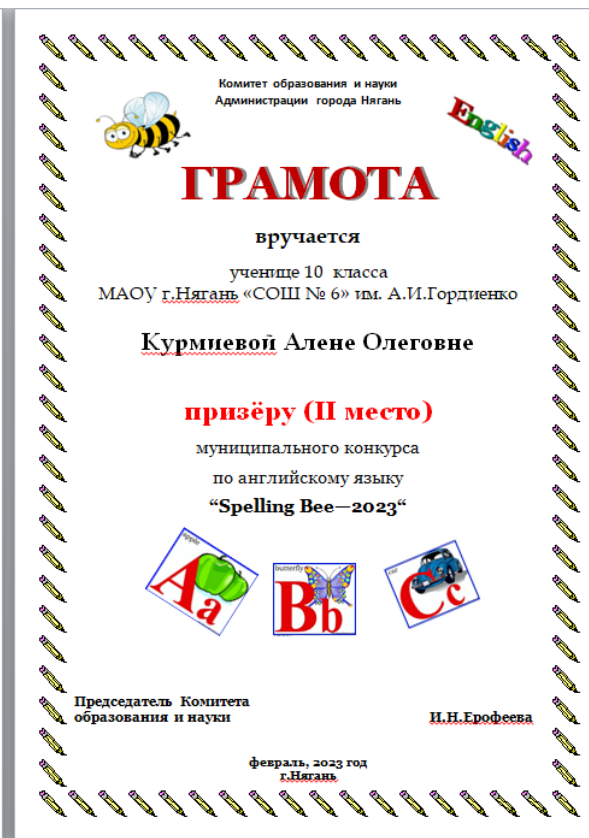 Комитет образования и науки
Администрации города Нягань
English
ГРАМОТА
вручается
ученице 10 класса
МАОУ г.Нягань «СОШ № 6» им. А.И.Гордиенко
Курмиевой Алене Олеговне
призёру (II место)
муниципального конкурса
по английскому языку
“Spelling Bee—2023“
apple
Aa
butterfly
Bb
car
Cc
Председатель Комитета
образования и науки
И.Н.Ерофеева
февраль, 2023 год
г.Нягань